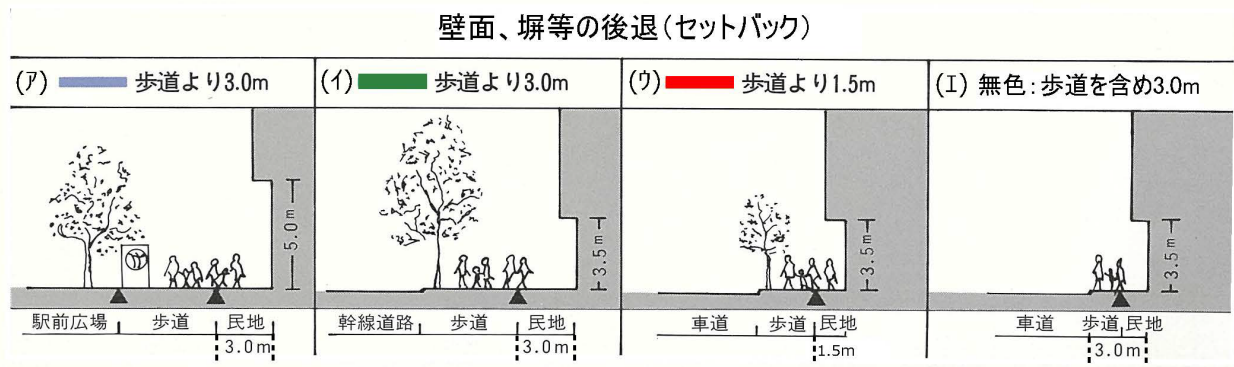 壁面、塀等の後退(セットバック)
(ア) 歩道より3.0m
(イ) 歩道より3.0m
(ウ) 歩道より1.5m
(エ) 無色:歩道を含め3.0m
5.0m
3.5m
3.5m
3.5m
駅前広場 歩道 民地
3.0m
幹線道路 歩道 民地
3.0m
車道 歩道 民地
1.5m
車道 歩道 民地
3.0m